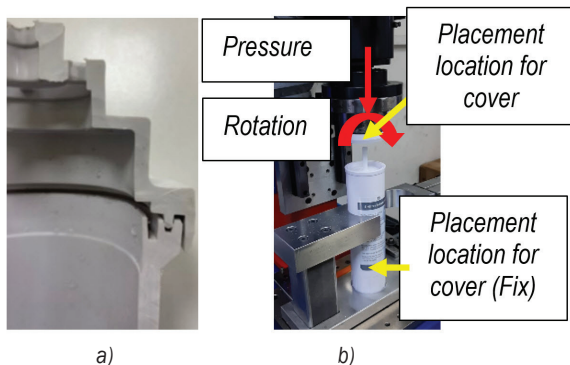 Pressure
Placement
location for
cover
Rotation
Placement
location for
cover (Fix)
a)
b)